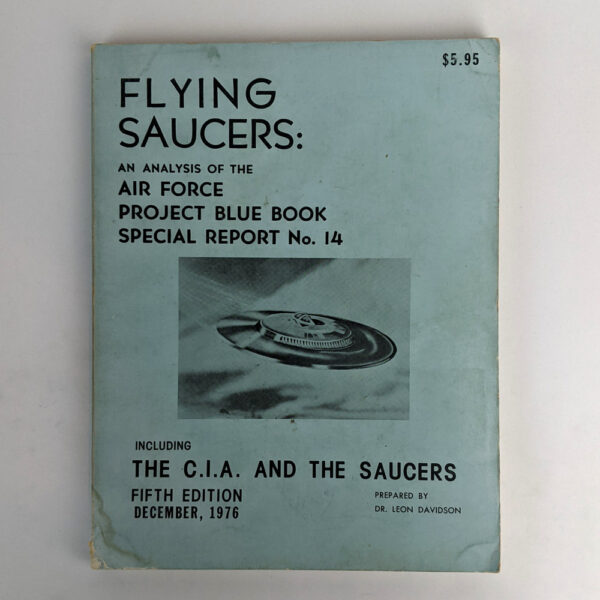 $5.95
FLYING
SAUCERS:
AN ANALYSIS OF THE
AIR FORCE
PROJECT BLUE BOOK
SPECIAL REPORT No. 14
INCLUDING
THE C.I.A. AND THE SAUCERS
FIFTH EDITION
DECEMBER, 1976
PREPARED BY
DR. LEON DAVIDSON